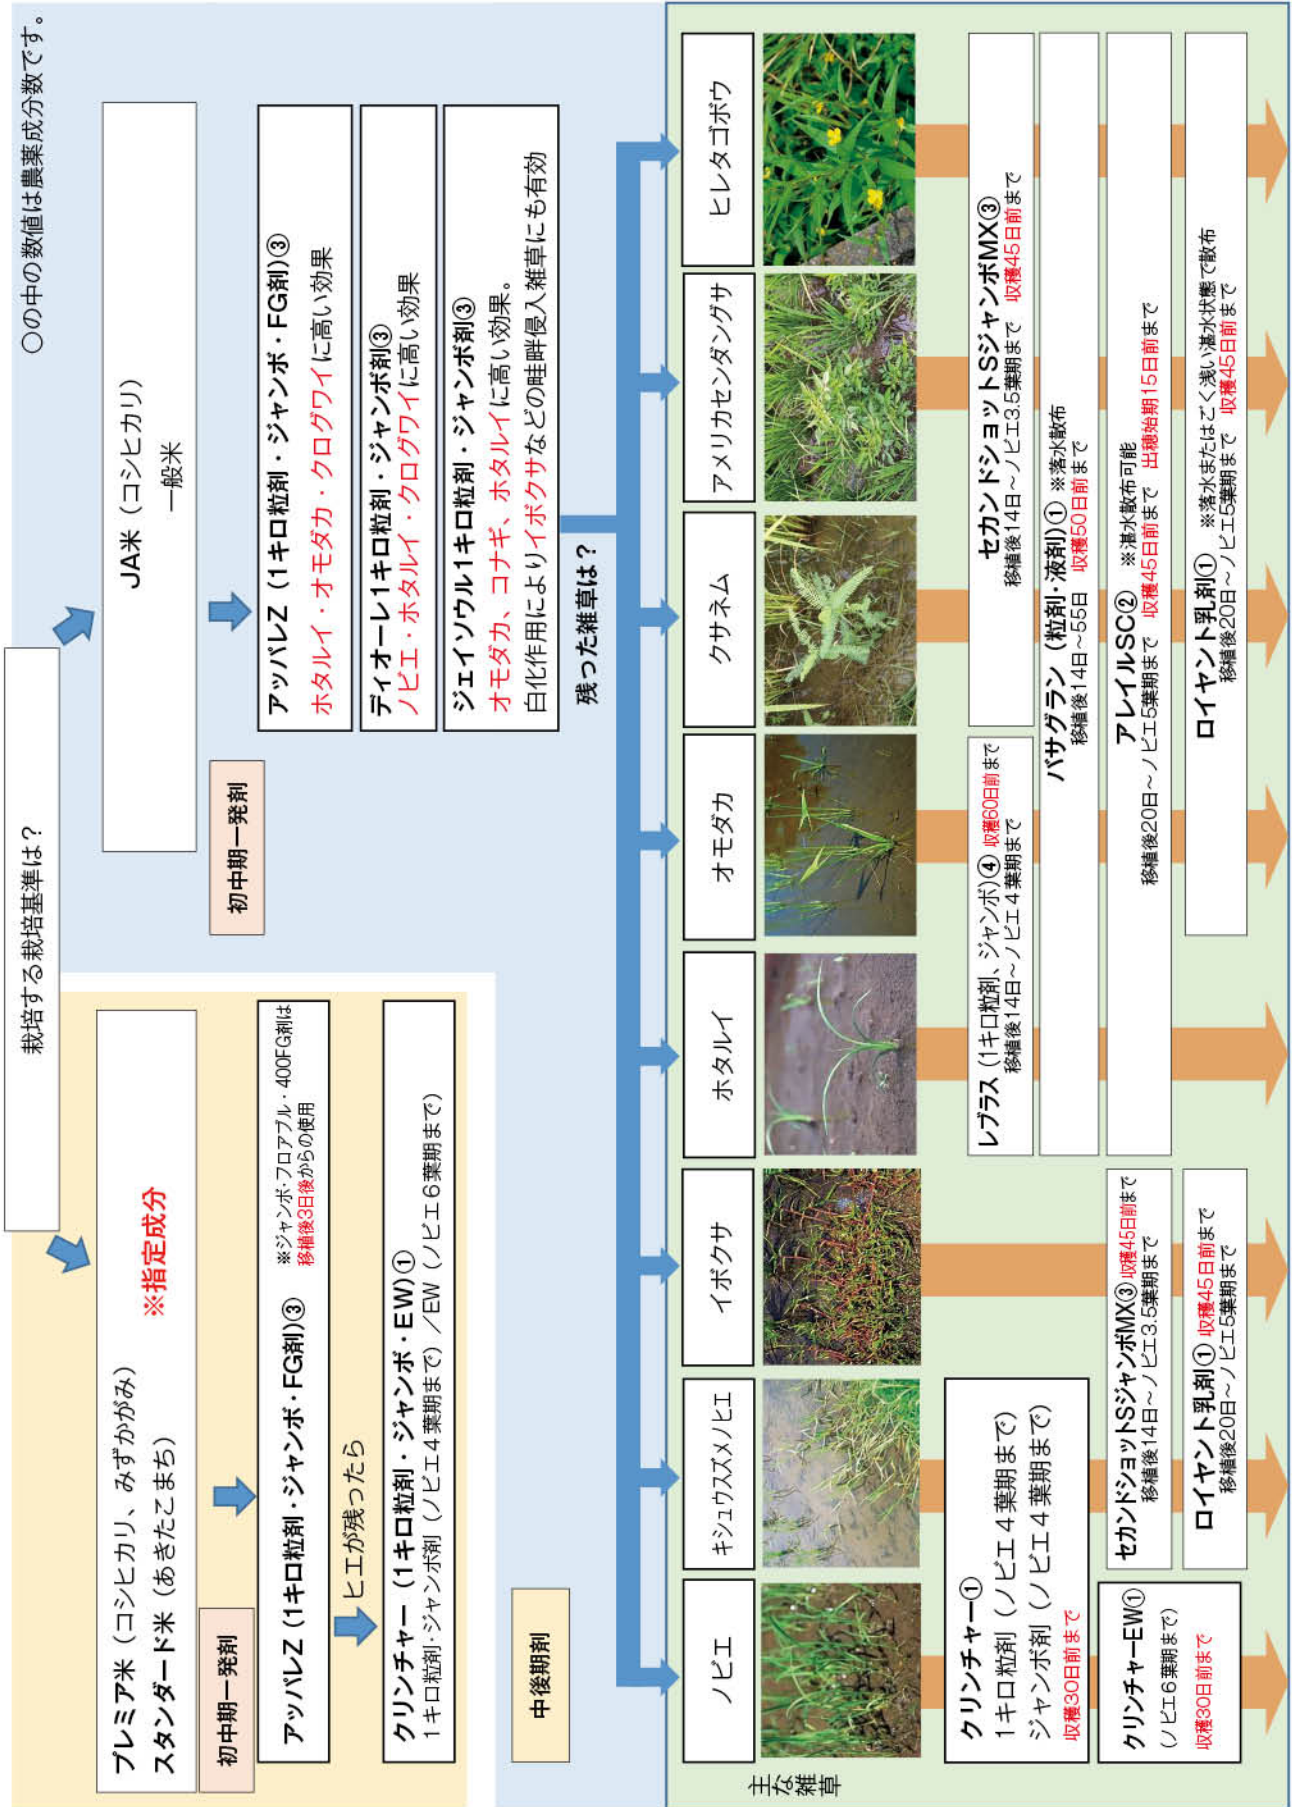 ○の中の数値は農薬成分数です。
栽培する栽培基準は？
プレミア米（コシヒカリ、みずかがみ）
スタンダード米（あきたこまち）
※指定成分
初中期一発剤
アッパレZ（1キロ粒剤・ジャンボ・FG剤）③
※ジャンボ・フロアブル・400FG剤は
移植後3日後からの使用
ヒエが残ったら
クリンチャー（1キロ粒剤・ジャンボ・EW）①
1キロ粒剤・ジャンボ剤（ノビエ4葉期まで）／EW（ノビエ6葉期まで）
JA米（コシヒカリ）
一般米
初中期一発剤
アッパレZ（1キロ粒剤・ジャンボ・FG剤）③
ホタルイ・オモダカ・クログワイに高い効果
ディオーレ1キロ粒剤・ジャンボ剤③
ノビエ・ホタルイ・クログワイに高い効果
ジェイソウル1キロ粒剤・ジャンボ剤③
オモダカ、コナギ、ホタルイに高い効果。
白化作用によりイボクサなどの畦畔侵入雑草にも有効
残った雑草は？
中後期剤
主な雑草
ノビエ
キシュウスズメノヒエ
イボクサ
ホタルイ
オモダカ
クサネム
アメリカセンダングサ
ヒレタゴボウ
クリンチャー①
1キロ粒剤（ノビエ4葉期まで）
ジャンボ剤（ノビエ4葉期まで）
収穫30日前まで
クリンチャーEW①
（ノビエ6葉期まで）
収穫30日前まで
セカンドショットSジャンボMX③ 収穫45日前まで
移植後14日～ノビエ3.5葉期まで
ロイヤント乳剤① 収穫45日前まで
移植後20日～ノビエ5葉期まで
レブラス（1キロ粒剤、ジャンボ）④ 収穫60日前まで
移植後14日～ノビエ4葉期まで
セカンドショットSジャンボMX③
移植後14日～ノビエ3.5葉期まで 収穫45日前まで
バサグラン（粒剤・液剤）① ※落水散布
移植後14日～55日 収穫50日前まで
アレイルSC② ※湛水散布可能
移植後20日～ノビエ5葉期まで 収穫45日前まで 出穂始期15日前まで
ロイヤント乳剤① ※落水またはごく浅い湛水状態で散布
移植後20日～ノビエ5葉期まで 収穫45日前まで